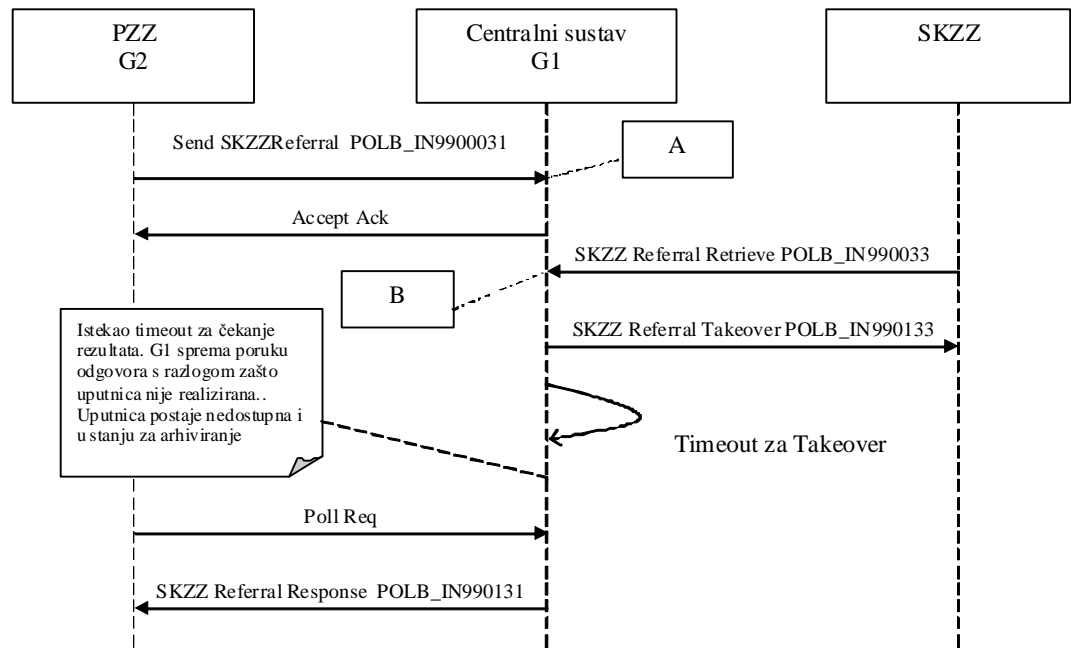 PZZ
G2
Centralni sustav
G1
SKZZ
Send SKZZReferral POLB_IN9900031
A
Accept Ack
SKZZ Referral Retrieve POLB_IN990033
B
Istekao timeout za čekanje
rezultata. G1 sprema poruku
odgovora s razlogom zašto
uputnica nije realizirana..
Uputnica postaje nedostupna i
u stanju za arhiviranje
SKZZ Referral Takeover POLB_IN990133
Timeout za Takeover
Poll Req
SKZZ Referral Response POLB_IN990131